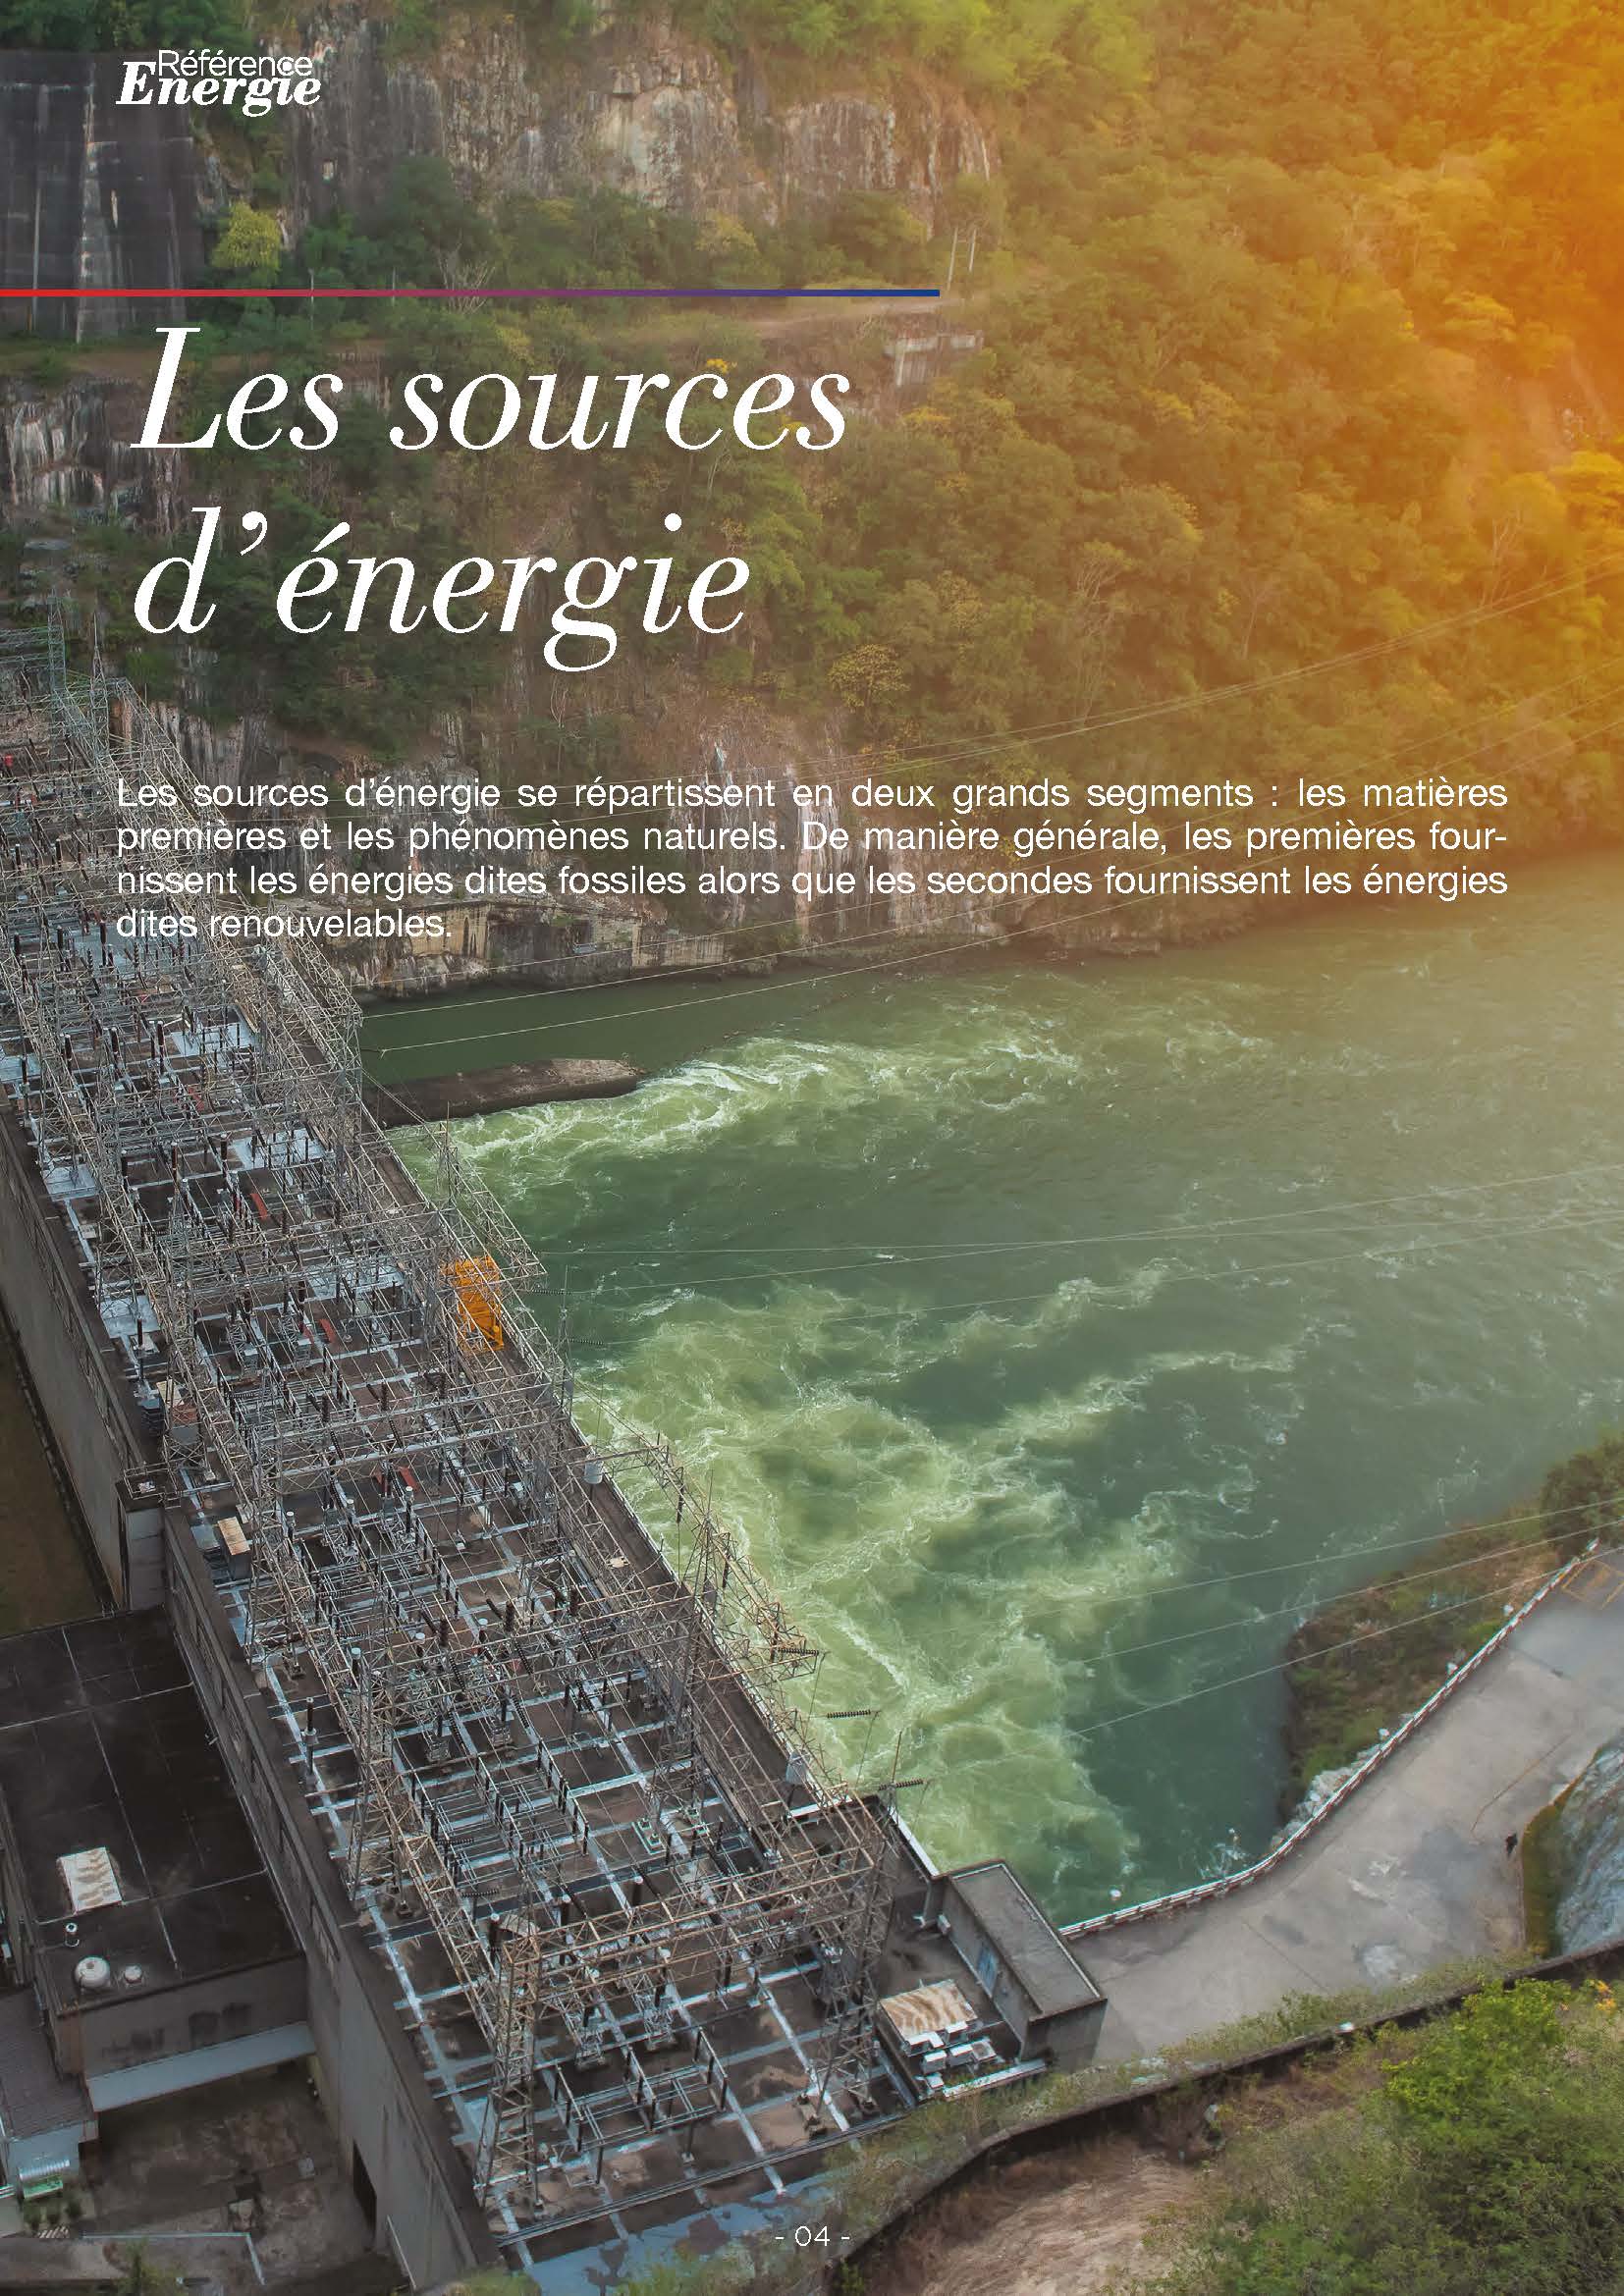 Référence
Energie
Les sources
d’énergie
Les sources d’énergie se répartissent en deux grands segments : les matières
premières et les phénomènes naturels. De manière générale, les premières four-
nissent les énergies dites fossiles alors que les secondes fournissent les énergies
dites renouvelables.
- 04 -